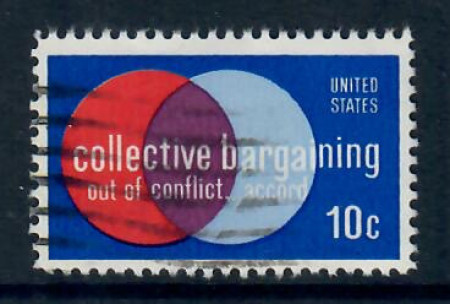 UNITED
STATES
collective bargaining
out of conflict...accord
10c